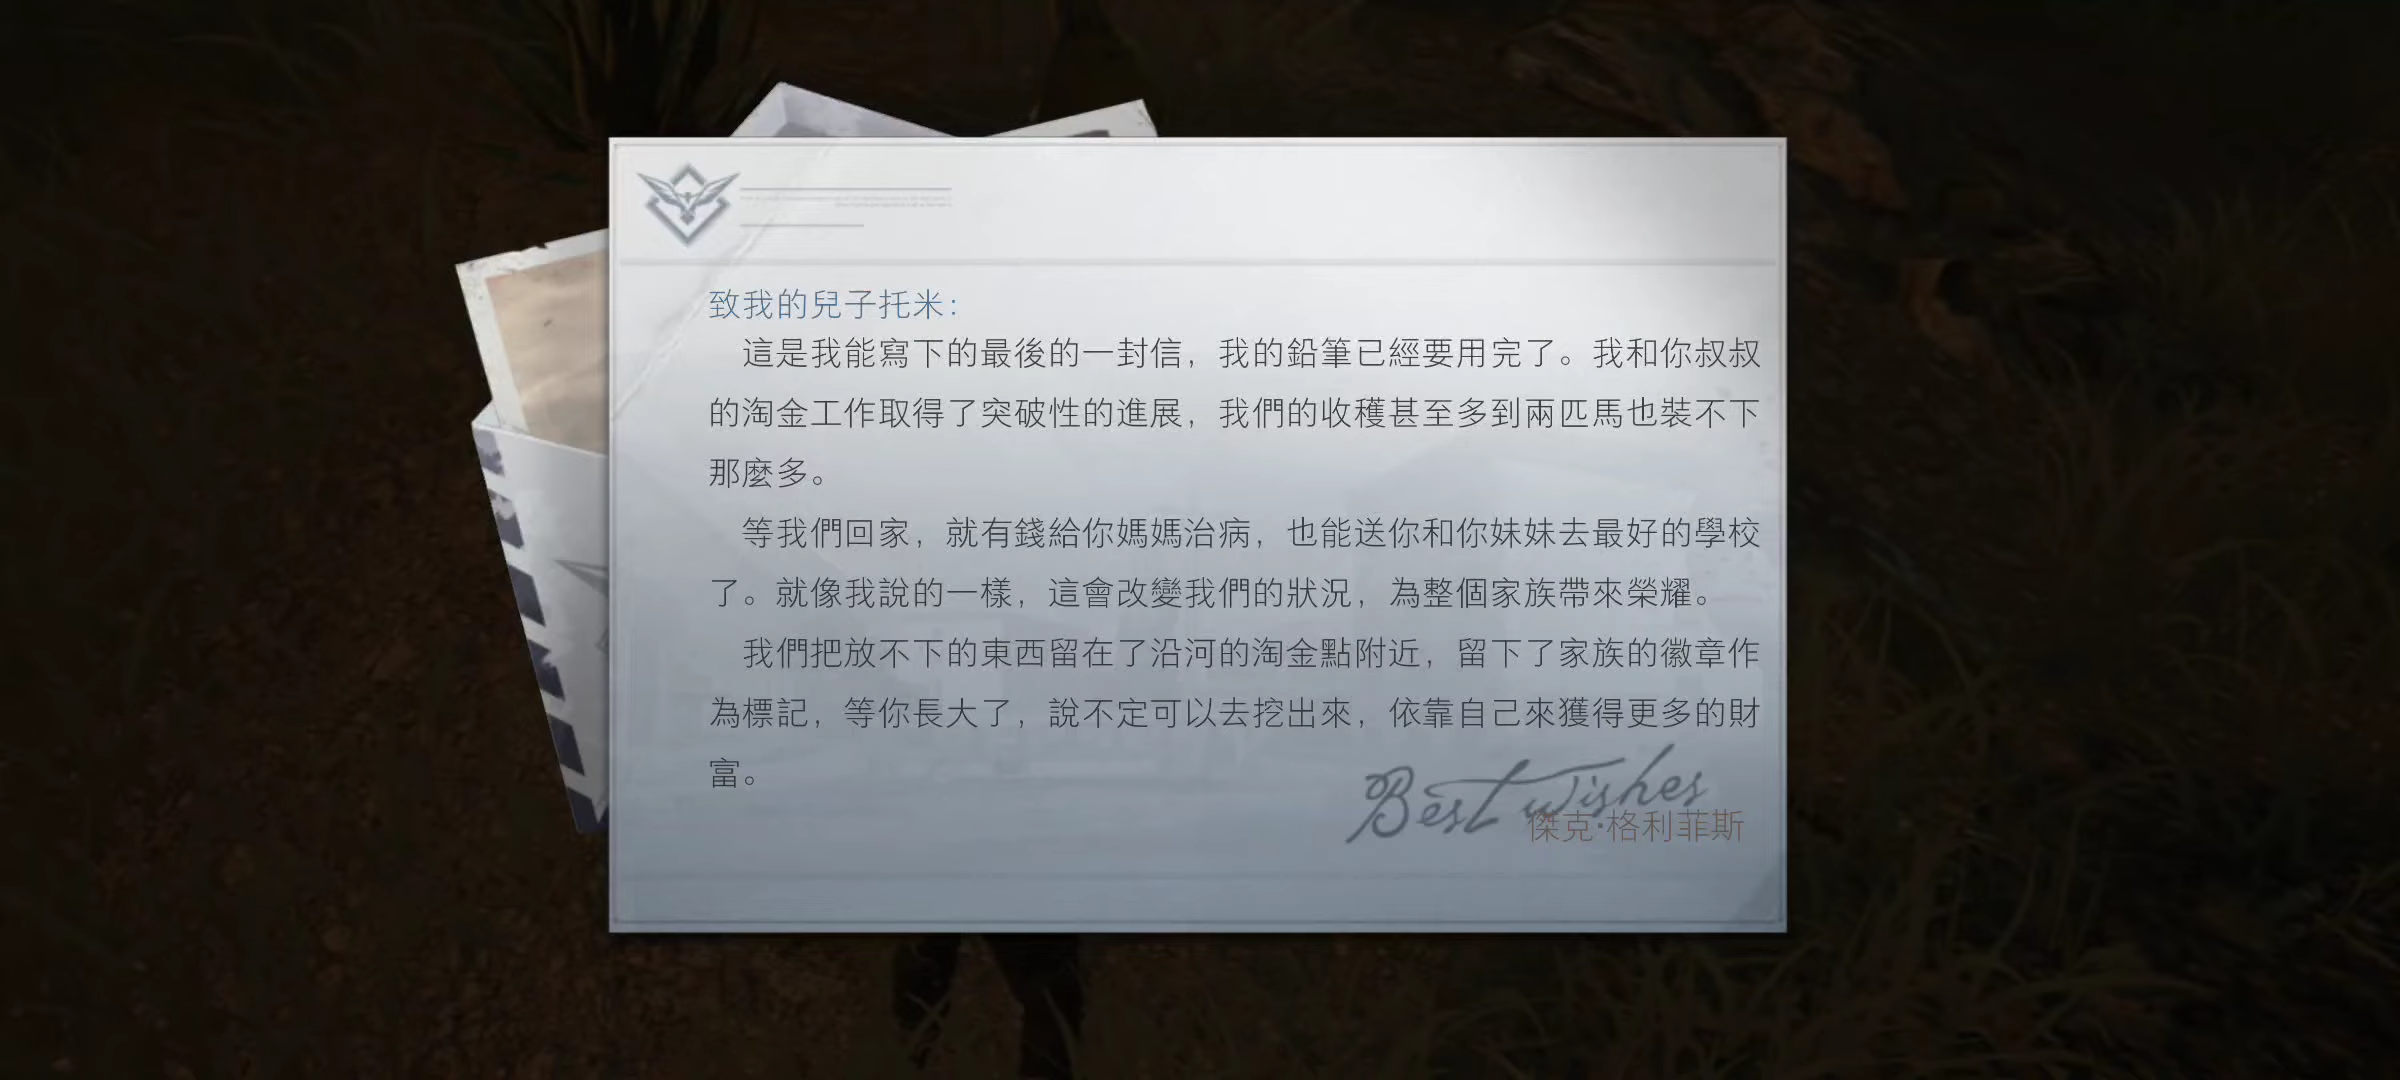 致我的兒子托米：
這是我能寫下的最後的一封信，我的鉛筆已經要用完了。我和你叔叔
的淘金工作取得了突破性的進展，我們的收穫甚至多到兩匹馬也裝不下
那麼多。
等我們回家，就有錢給你媽媽治病，也能送你和你妹妹去最好的學校
了。就像我說的一樣，這會改變我們的狀況，為整個家族帶來榮耀。
我們把放不下的東西留在了沿河的淘金點附近，留下了家族的徽章作
為標記，等你長大了，說不定可以去挖出來，依靠自己來獲得更多的財
富。
Best wishes
傑克·格利菲斯